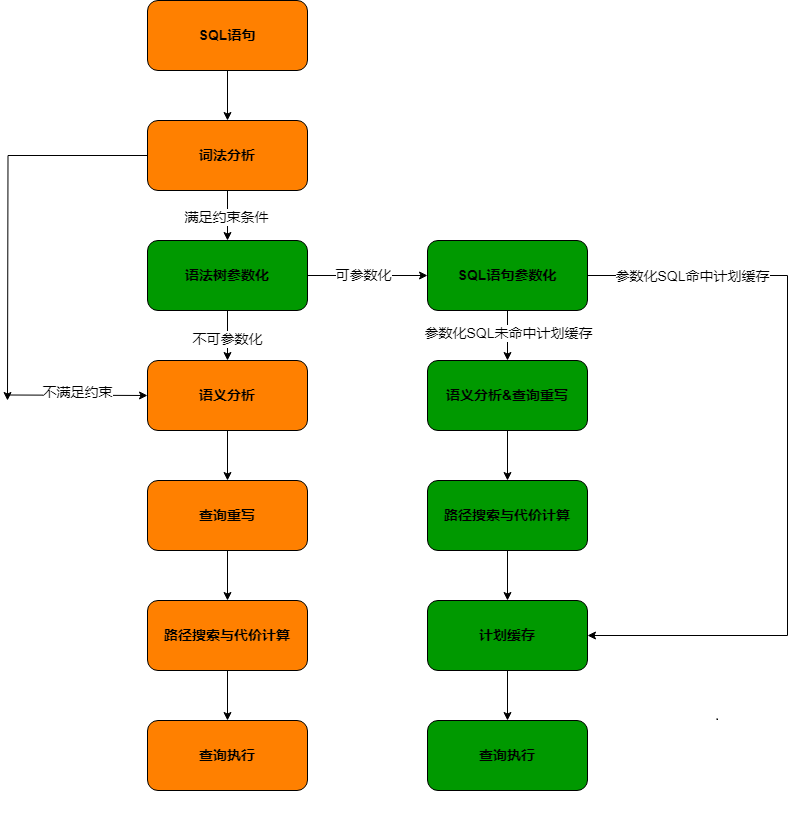 SQL语句
词法分析
满足约束条件
语法树参数化
可参数化
SQL语句参数化
参数化SQL命中计划缓存
不可参数化
参数化SQL未命中计划缓存
不满足约束
语义分析
语义分析&查询重写
查询重写
路径搜索与代价计算
路径搜索与代价计算
计划缓存
查询执行
查询执行